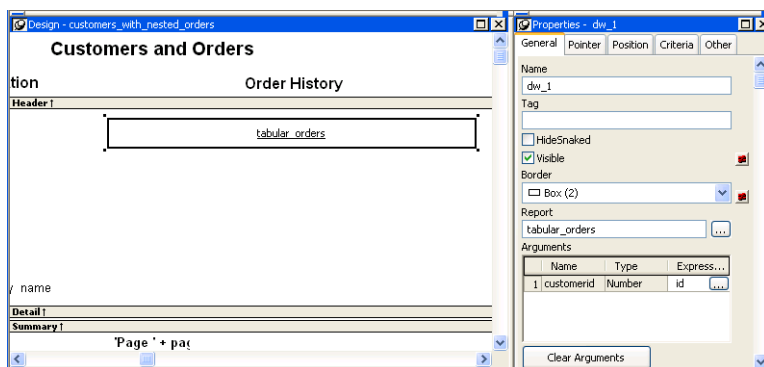 Design - customers_with_nested_orders
Customers and Orders
tion
Order History
Header ↑
tabular_orders
name
Detail ↑
Summary ↑
'Page ' + pag
Properties - dw_1
General Pointer Position Criteria Other
Name
dw_1
Tag
HideSnaked
Visible
Border
Box (2)
Report
tabular_orders
...
Arguments
Name Type Express...
1 customerid Number id ...
Clear Arguments